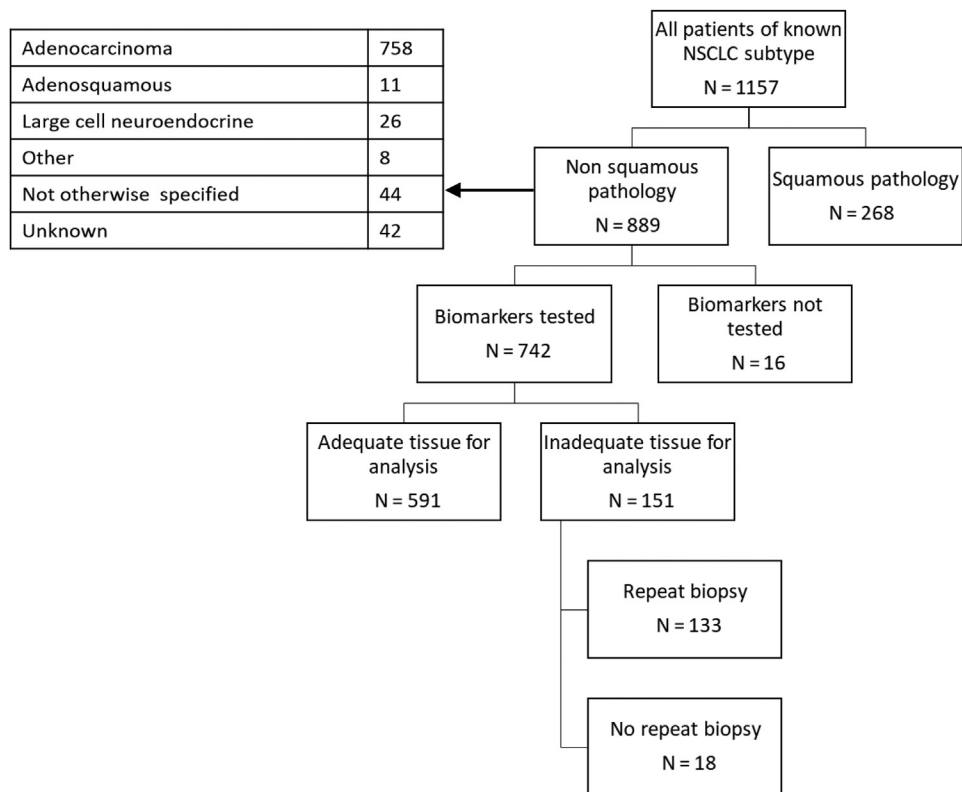 Adenocarcinoma 758
Adenosquamous 11
Large cell neuroendocrine 26
Other 8
Not otherwise specified 44
Unknown 42
All patients of known
NSCLC subtype
N = 1157
Non squamous
pathology
N = 889
Squamous pathology
N = 268
Biomarkers tested
N = 742
Biomarkers not
tested
N = 16
Adequate tissue for
analysis
N = 591
Inadequate tissue for
analysis
N = 151
Repeat biopsy
N = 133
No repeat biopsy
N = 18